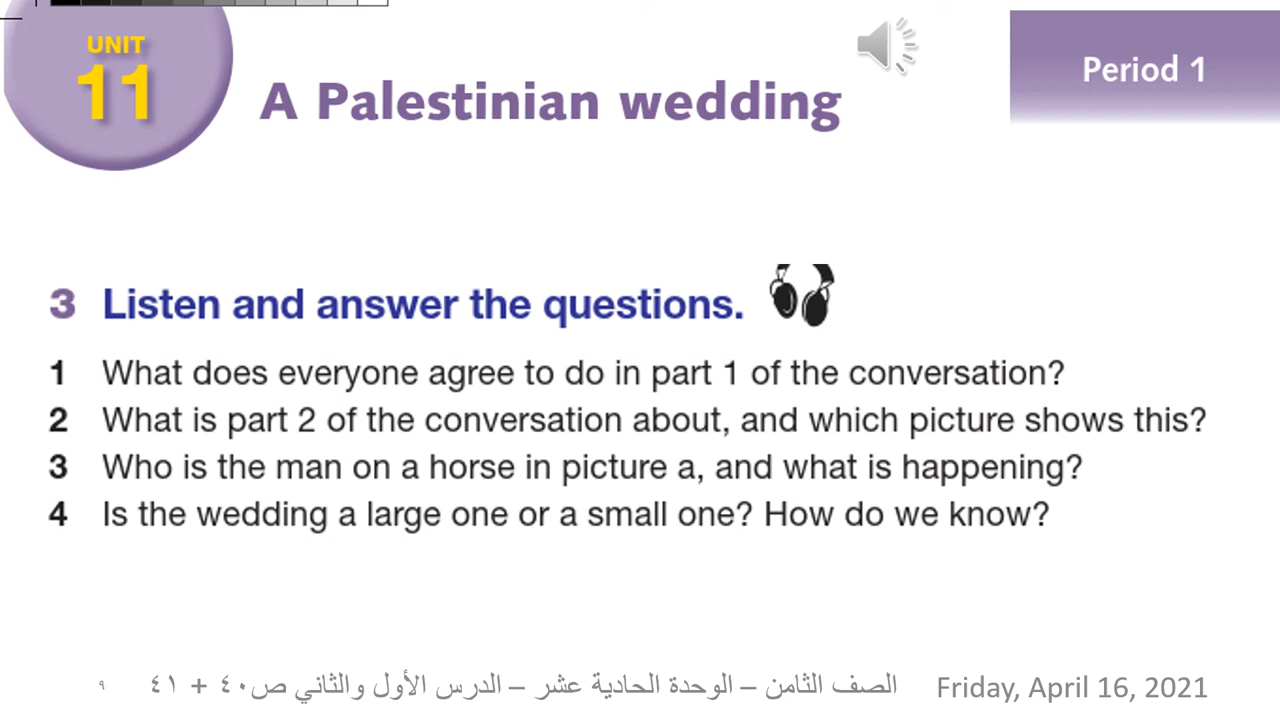 UNIT
11
A Palestinian wedding
Period 1
3 Listen and answer the questions.
1 What does everyone agree to do in part 1 of the conversation?
2 What is part 2 of the conversation about, and which picture shows this?
3 Who is the man on a horse in picture a, and what is happening?
4 Is the wedding a large one or a small one? How do we know?
٩
الصف الثامن – الوحدة الحادية عشر – الدرس الأول والثاني ص٤٠ + ٤١
Friday, April 16, 2021